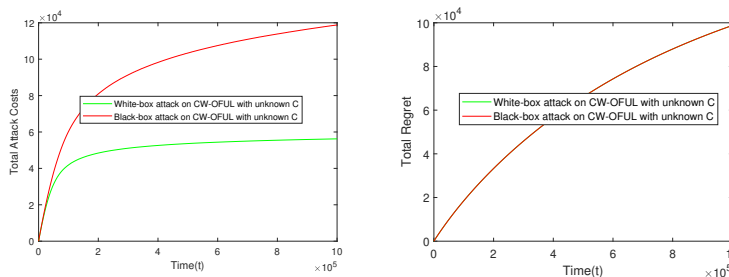 ×10⁴
12
10
8
6
4
2
0
Total Attack Costs
White-box attack on CW-OFUL with unknown C
Black-box attack on CW-OFUL with unknown C
0 2 4 6 8 10
Time(t)
×10⁵
×10⁴
10
8
6
4
2
0
Total Regret
White-box attack on CW-OFUL with unknown C
Black-box attack on CW-OFUL with unknown C
0 2 4 6 8 10
Time(t)
×10⁵